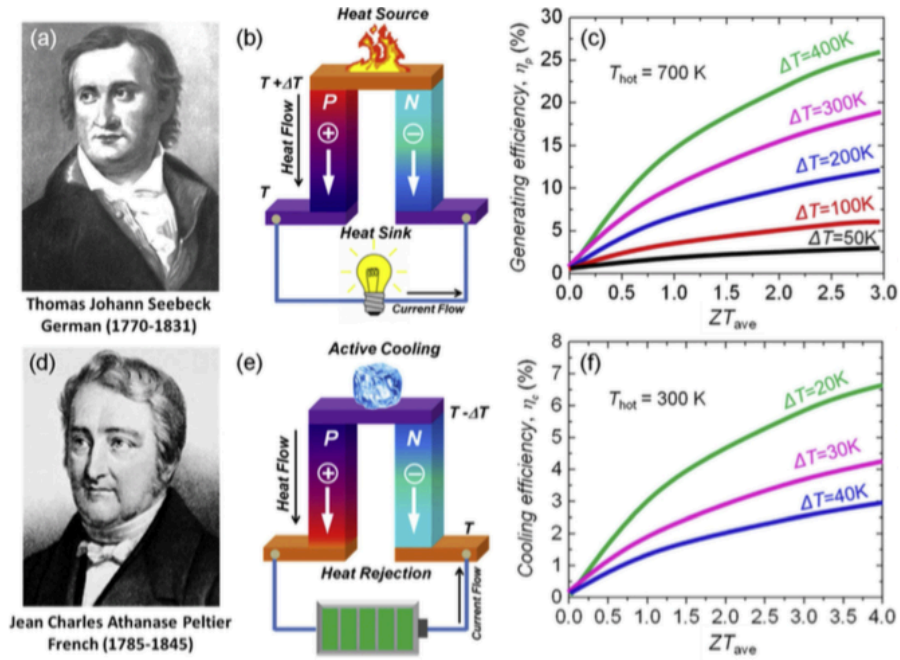 (a)
Thomas Johann Seebeck
German (1770-1831)
(b)
Heat Source
T+ΔT
P
N
+
−
Heat Flow
T
Heat Sink
Current Flow
(c)
30
25
20
15
10
5
0
Generating efficiency, ηp (%)
Thot = 700 K
ΔT=400K
ΔT=300K
ΔT=200K
ΔT=100K
ΔT=50K
0.0 0.5 1.0 1.5 2.0 2.5 3.0
ZTave
(d)
Jean Charles Athanase Peltier
French (1785-1845)
(e)
Active Cooling
T-ΔT
P
N
+
−
Heat Flow
T
Heat Rejection
Current Flow
(f)
8
7
6
5
4
3
2
1
0
Cooling efficiency, ηc (%)
Thot = 300 K
ΔT=20K
ΔT=30K
ΔT=40K
0.0 0.5 1.0 1.5 2.0 2.5 3.0 3.5 4.0
ZTave